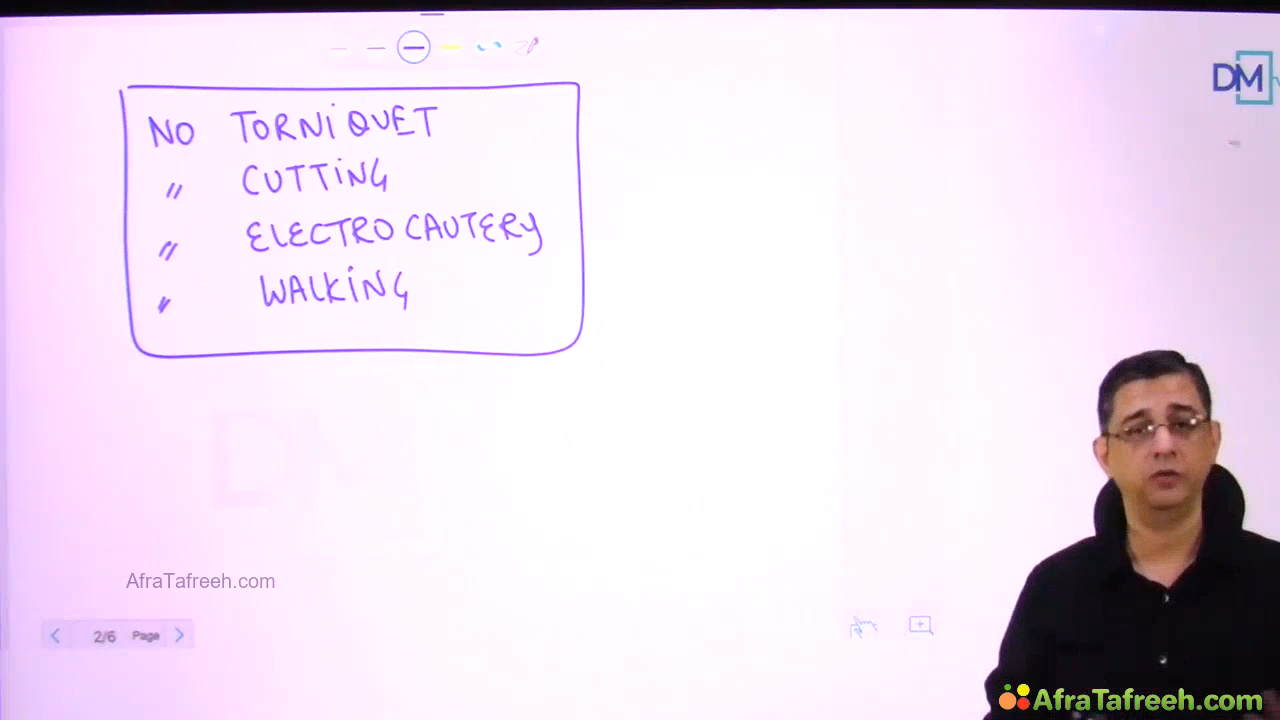 DM
NO TORNIQUET
" CUTTING
" ELECTRO CAUTERY
" WALKING
AfraTafreeh.com
2/6 Page
AfraTafreeh.com